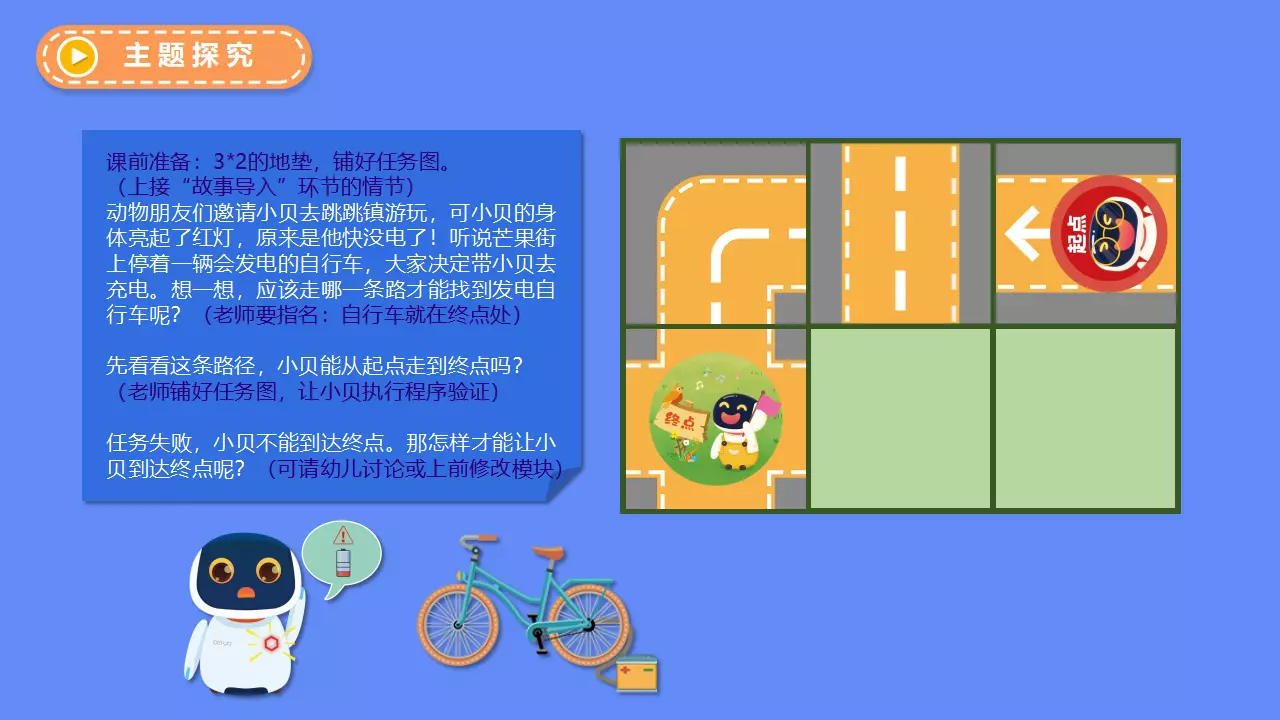 主题探究
课前准备：3*2的地垫，铺好任务图。
（上接“故事导入”环节的情节）
动物朋友们邀请小贝去跳跳镇游玩，可小贝的身
体亮起了红灯，原来是他快没电了！听说芒果街
上停着一辆会发电的自行车，大家决定带小贝去
充电。想一想，应该走哪一条路才能找到发电自
行车呢？（老师要指名：自行车就在终点处）
先看看这条路径，小贝能从起点走到终点吗？
（老师铺好任务图，让小贝执行程序验证）
任务失败，小贝不能到达终点。那怎样才能让小
贝到达终点呢？（可请幼儿讨论或上前修改模块）
起点
终点